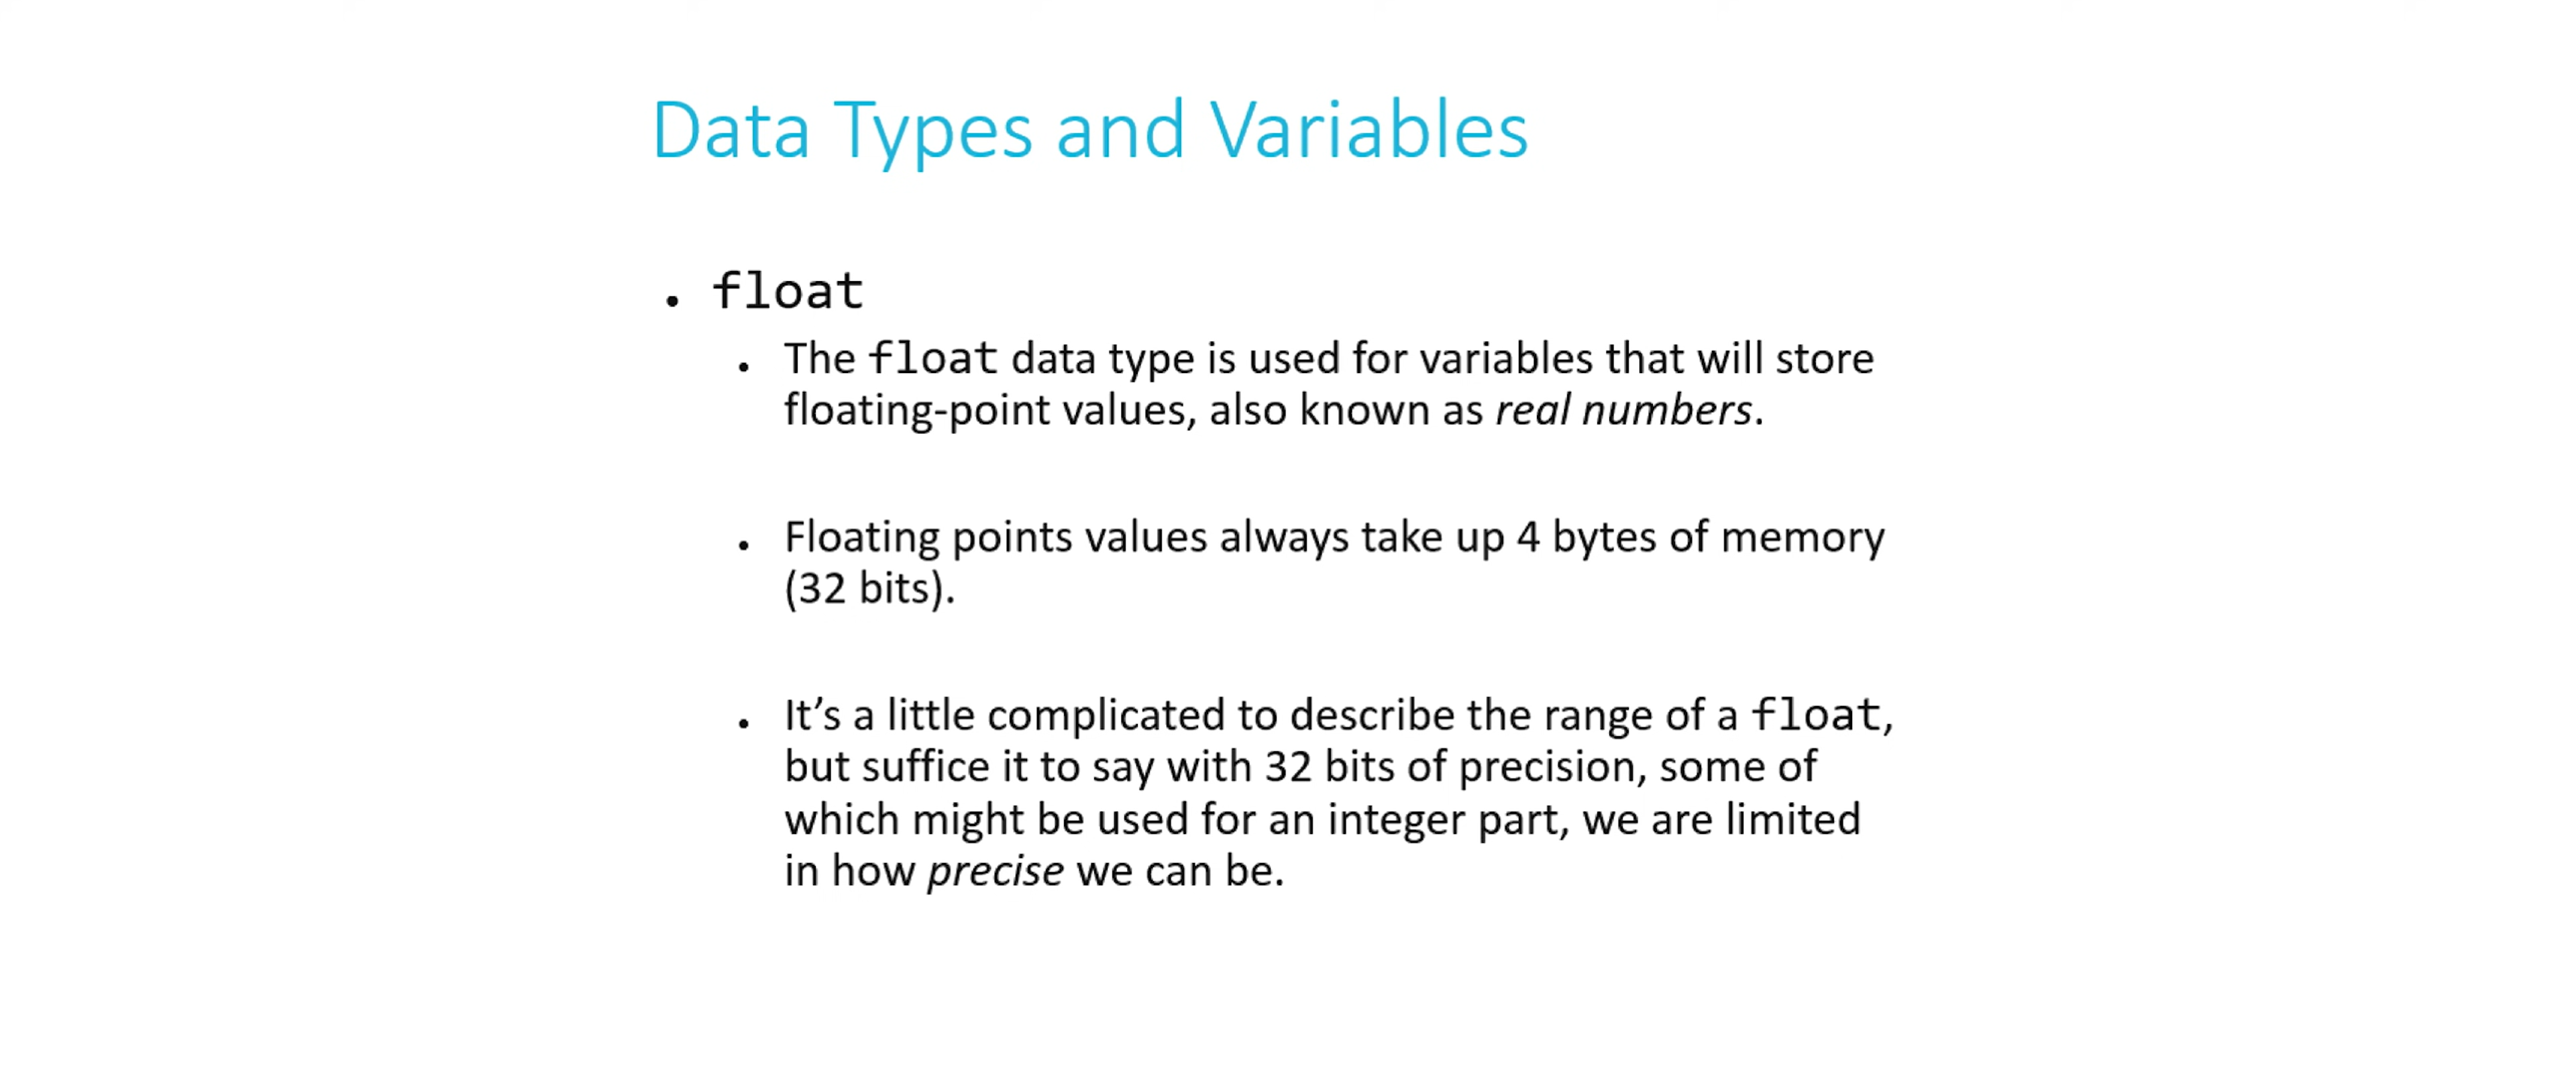 Data Types and Variables
• float
• The float data type is used for variables that will store
floating-point values, also known as real numbers.
• Floating points values always take up 4 bytes of memory
(32 bits).
• It’s a little complicated to describe the range of a float,
but suffice it to say with 32 bits of precision, some of
which might be used for an integer part, we are limited
in how precise we can be.